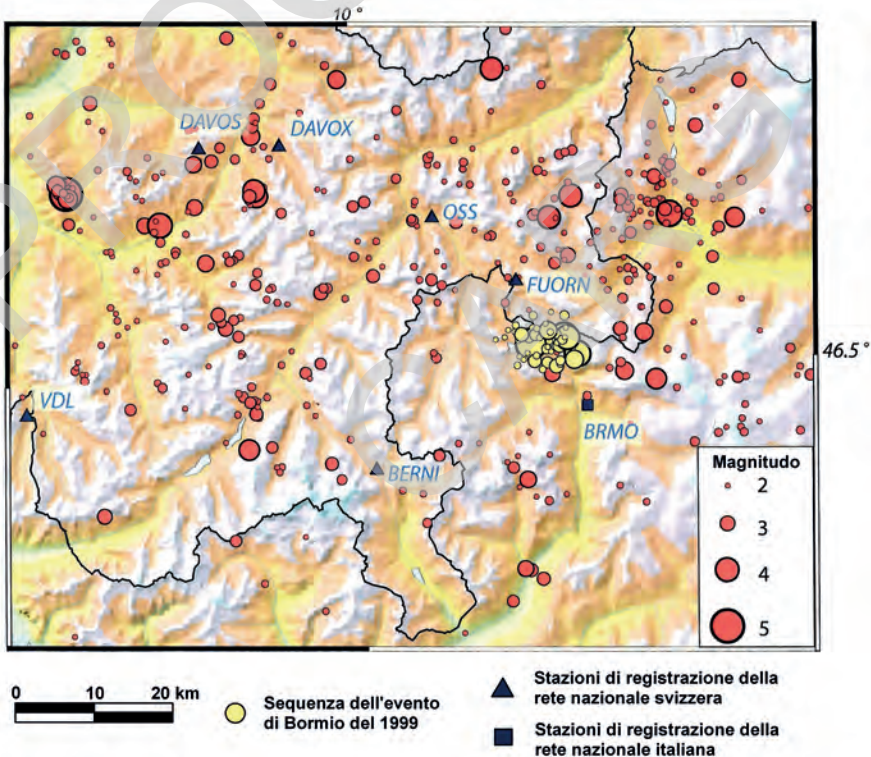 10°
DAVOS
DAVOX
OSS
FUORN
46.5°
VDL
BRMO
BERNI
Magnitudo
2
3
4
5
0 10 20 km
Sequenza dell'evento
di Bormio del 1999
Stazioni di registrazione della
rete nazionale svizzera
Stazioni di registrazione della
rete nazionale italiana